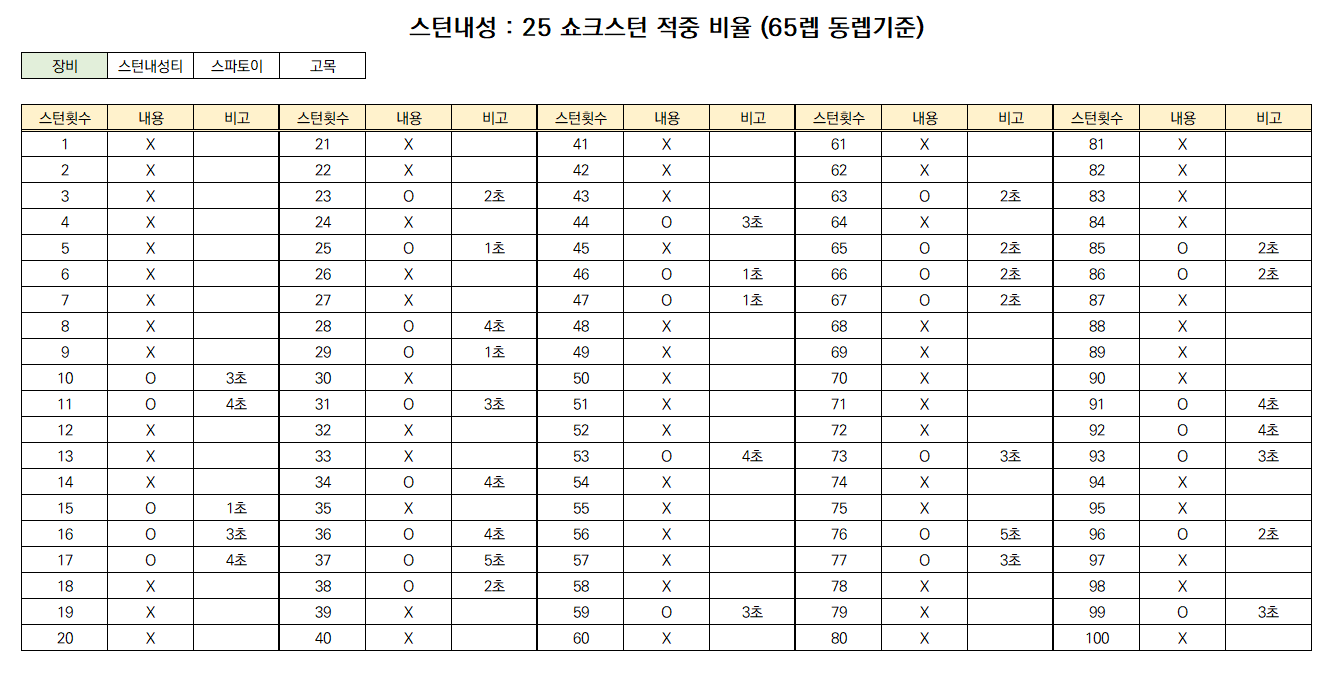 스턴내성 : 25 쇼크스턴 적중 비율 (65렙 동렙기준)
장비 스턴내성티 스파토이 고목
스턴횟수 내용 비고 스턴횟수 내용 비고 스턴횟수 내용 비고 스턴횟수 내용 비고 스턴횟수 내용 비고
1 X 21 X 41 X 61 X 81 X
2 X 22 X 42 X 62 X 82 X
3 X 23 O 2초 43 X 63 O 2초 83 X
4 X 24 X 44 O 3초 64 X 84 X
5 X 25 O 1초 45 X 65 O 2초 85 O 2초
6 X 26 X 46 O 1초 66 O 2초 86 O 2초
7 X 27 X 47 O 1초 67 O 2초 87 X
8 X 28 O 4초 48 X 68 X 88 X
9 X 29 O 1초 49 X 69 X 89 X
10 O 3초 30 X 50 X 70 X 90 X
11 O 4초 31 O 3초 51 X 71 X 91 O 4초
12 X 32 X 52 X 72 X 92 O 4초
13 X 33 X 53 O 4초 73 O 3초 93 O 3초
14 X 34 O 4초 54 X 74 X 94 X
15 O 1초 35 X 55 X 75 X 95 X
16 O 3초 36 O 4초 56 X 76 O 5초 96 O 2초
17 O 4초 37 O 5초 57 X 77 O 3초 97 X
18 X 38 O 2초 58 X 78 X 98 X
19 X 39 X 59 O 3초 79 X 99 O 3초
20 X 40 X 60 X 80 X 100 X